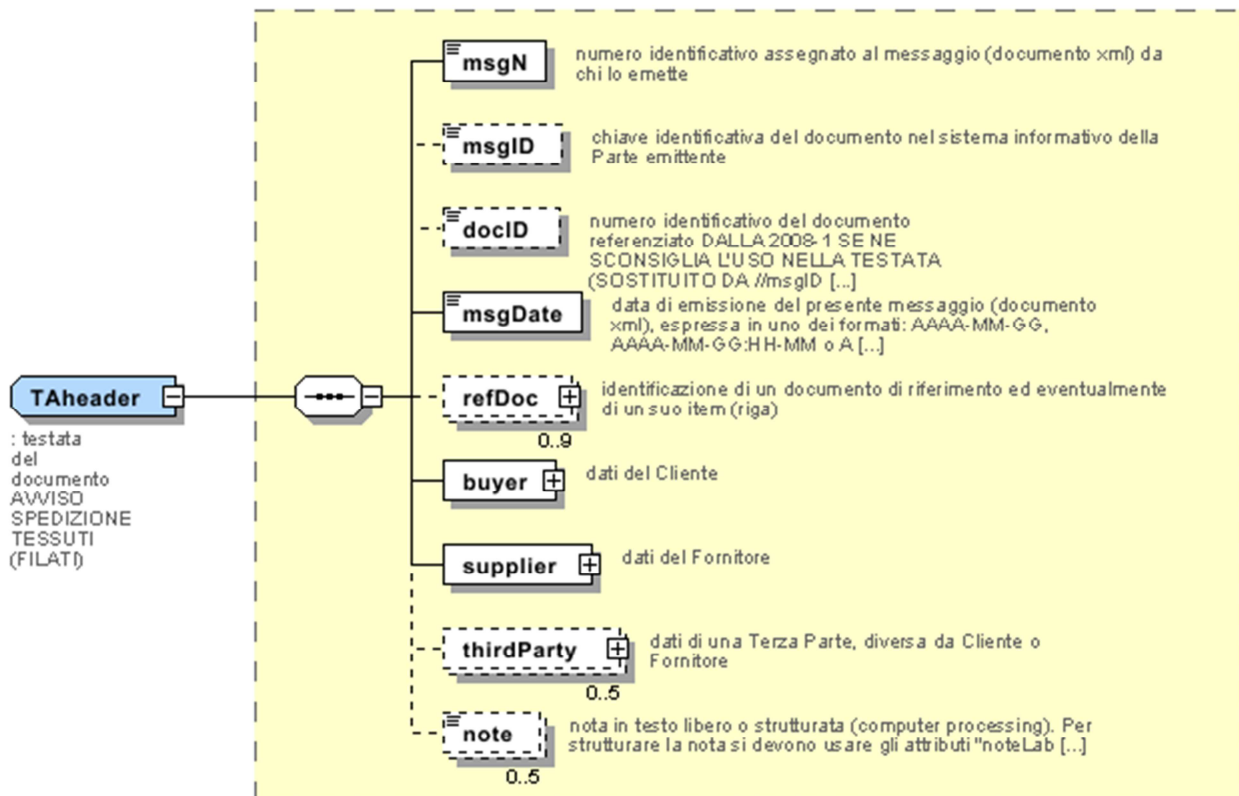 msgN
numero identificativo assegnato al messaggio (documento xml) da
chi lo emette
msgID
chiave identificativa del documento nel sistema informativo della
Parte emittente
docID
numero identificativo del documento
referenziato DALLA 2008-1 SE NE
SCONSIGLIA L'USO NELLA TESTATA
(SOSTITUITO DA //msgID [...]
msgDate
data di emissione del presente messaggio (documento
xml), espressa in uno dei formati: AAAA-MM-GG,
AAAA-MM-GG:HH-MM o A [...]
TAheader
: testata
del
documento
AVVISO
SPEDIZIONE
TESSUTI
(FILATI)
refDoc
0..9
identificazione di un documento di riferimento ed eventualmente
di un suo item (riga)
buyer
dati del Cliente
supplier
dati del Fornitore
thirdParty
0..5
dati di una Terza Parte, diversa da Cliente o
Fornitore
note
0..5
nota in testo libero o strutturata (computer processing). Per
strutturare la nota si devono usare gli attributi "noteLab [...]